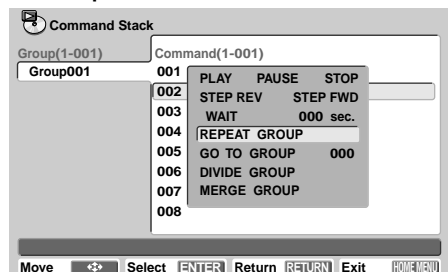 Command Stack
Group(1-001) Command(1-001)
Group001
001
002
003
004
005
006
007
008
PLAY PAUSE STOP
STEP REV STEP FWD
WAIT 000 sec.
REPEAT GROUP
GO TO GROUP 000
DIVIDE GROUP
MERGE GROUP
Move Select ENTER Return RETURN Exit HOME MENU